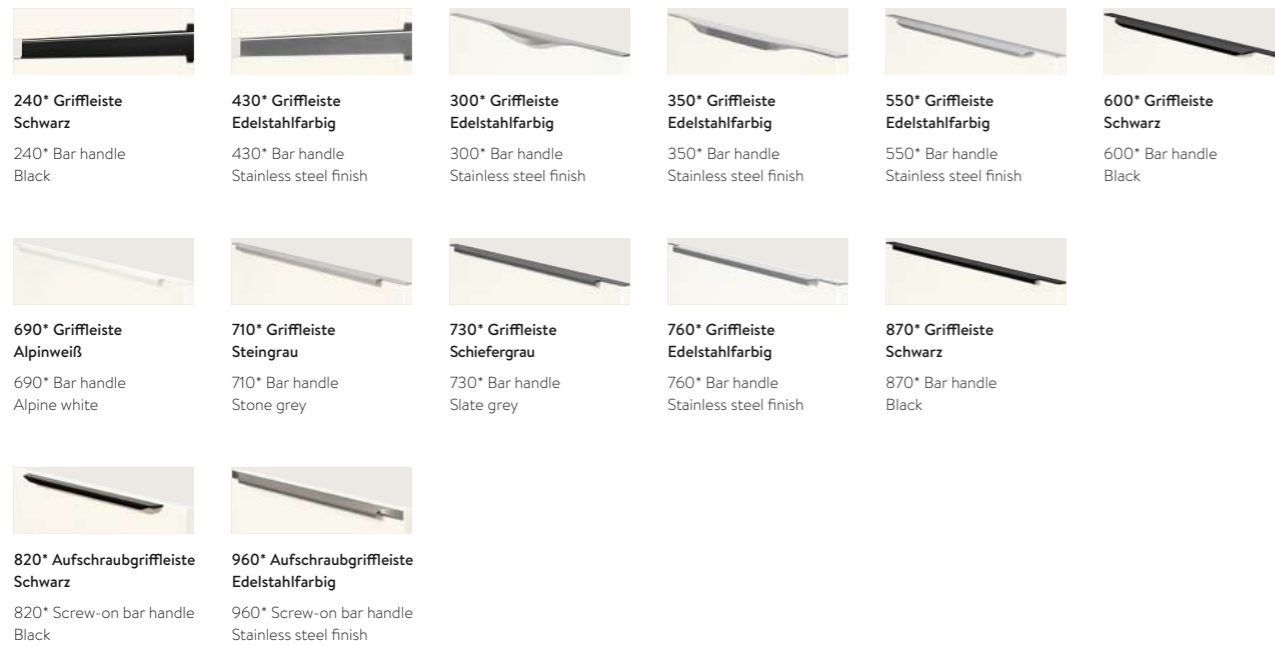 240* Griffleiste
Schwarz
240* Bar handle
Black
430* Griffleiste
Edelstahlfarbig
430* Bar handle
Stainless steel finish
300* Griffleiste
Edelstahlfarbig
300* Bar handle
Stainless steel finish
350* Griffleiste
Edelstahlfarbig
350* Bar handle
Stainless steel finish
550* Griffleiste
Edelstahlfarbig
550* Bar handle
Stainless steel finish
600* Griffleiste
Schwarz
600* Bar handle
Black
690* Griffleiste
Alpinweiß
690* Bar handle
Alpine white
710* Griffleiste
Steingrau
710* Bar handle
Stone grey
730* Griffleiste
Schiefergrau
730* Bar handle
Slate grey
760* Griffleiste
Edelstahlfarbig
760* Bar handle
Stainless steel finish
870* Griffleiste
Schwarz
870* Bar handle
Black
820* Aufschraubgriffleiste
Schwarz
820* Screw-on bar handle
Black
960* Aufschraubgriffleiste
Edelstahlfarbig
960* Screw-on bar handle
Stainless steel finish